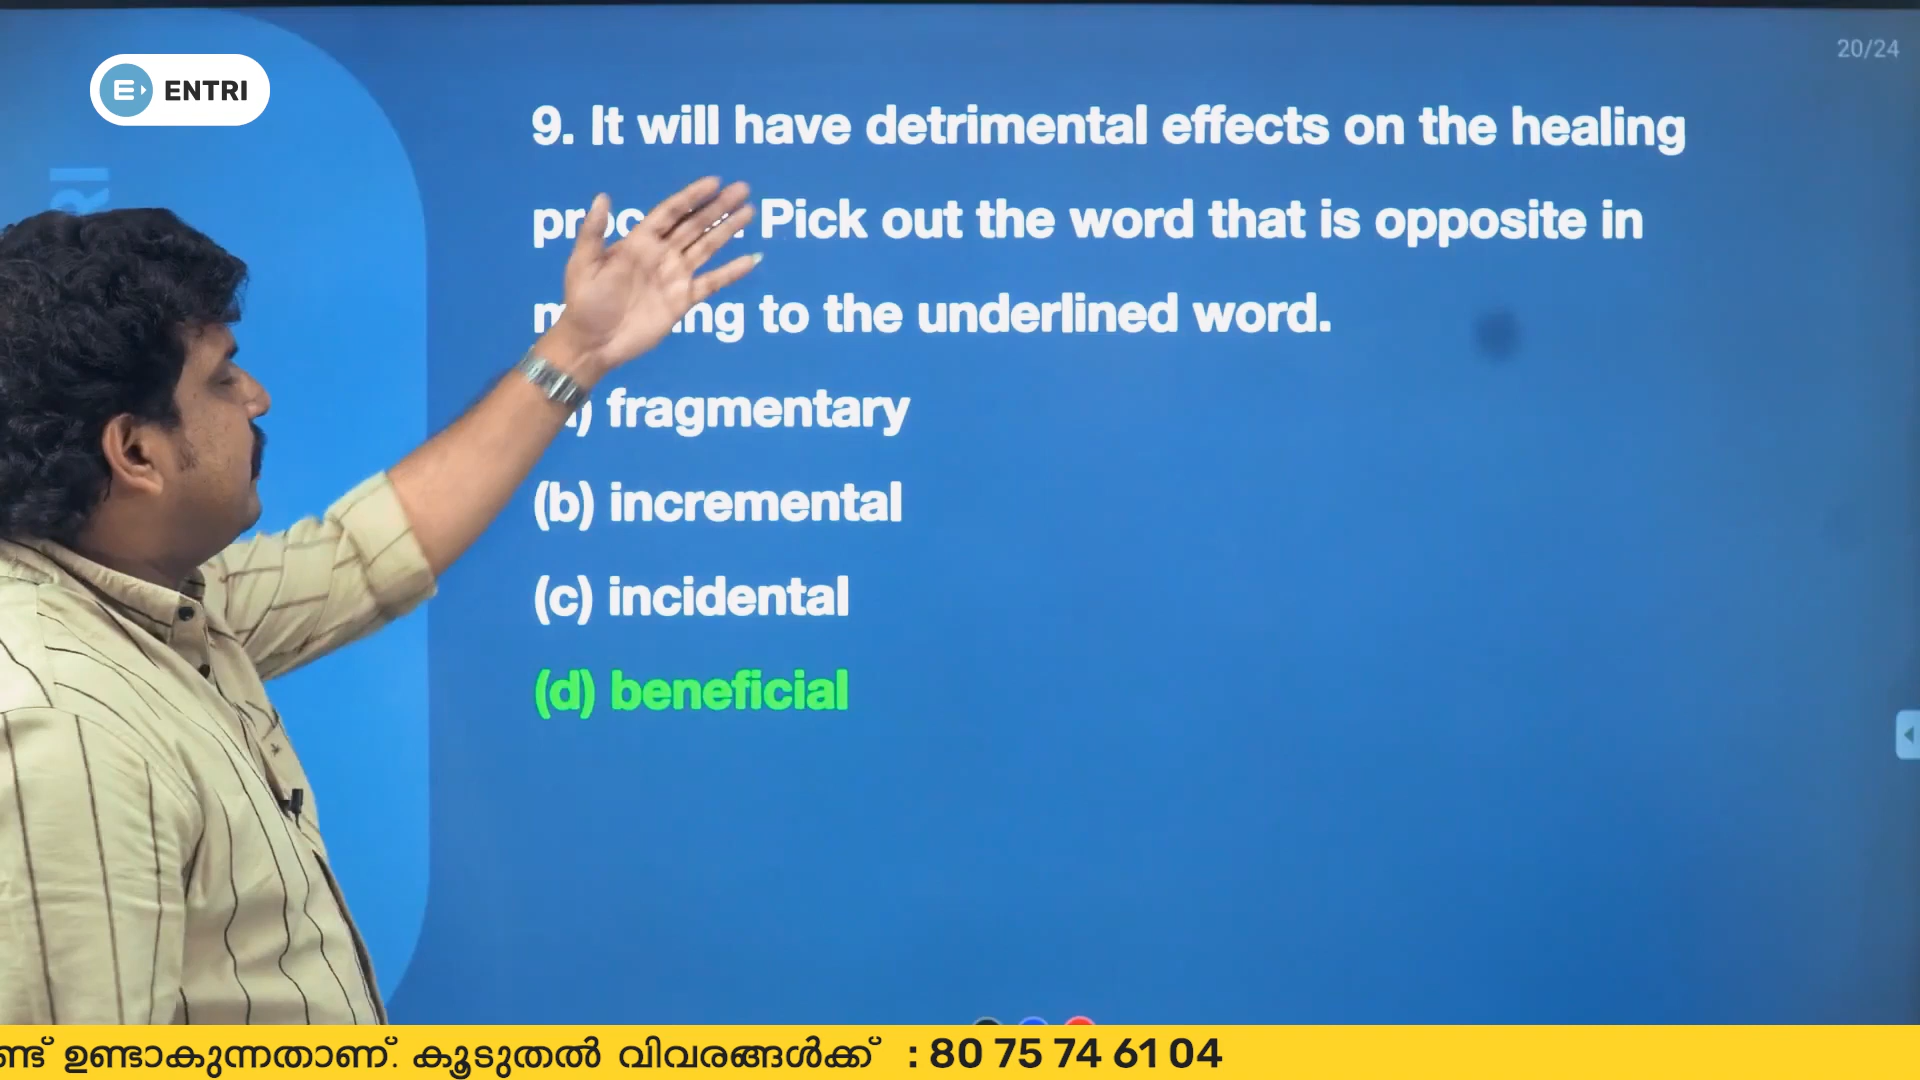 20/24
ENTRI
9. It will have detrimental effects on the healing
Pick out the word that is opposite in
to the underlined word.
fragmentary
(b) incremental
(c) incidental
(d) beneficial
ഉണ്ടാകുന്നതാണ്. കൂടുതൽ വിവരങ്ങൾക്ക് : 80 75 74 61 04